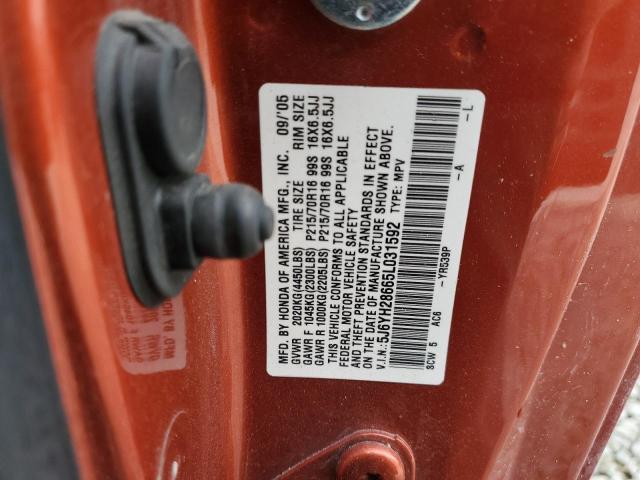 MFD. BY HONDA OF AMERICA MFG., INC. 09/'05
GVWR 2020KG(4450LBS) TIRE SIZE RIM SIZE
GAWR F 1045KG(2300LBS) P215/70R16 99S 16X6.5JJ
GAWR R 1000KG(2205LBS) P215/70R16 99S 16X6.5JJ
THIS VEHICLE CONFORMS TO ALL APPLICABLE
FEDERAL MOTOR VEHICLE SAFETY
AND THEFT PREVENTION STANDARDS IN EFFECT
ON THE DATE OF MANUFACTURE SHOWN ABOVE.
V.I.N.: 5J6YH28665L031592 TYPE: MPV
SCW 5 AC6 - YR539P - A - L